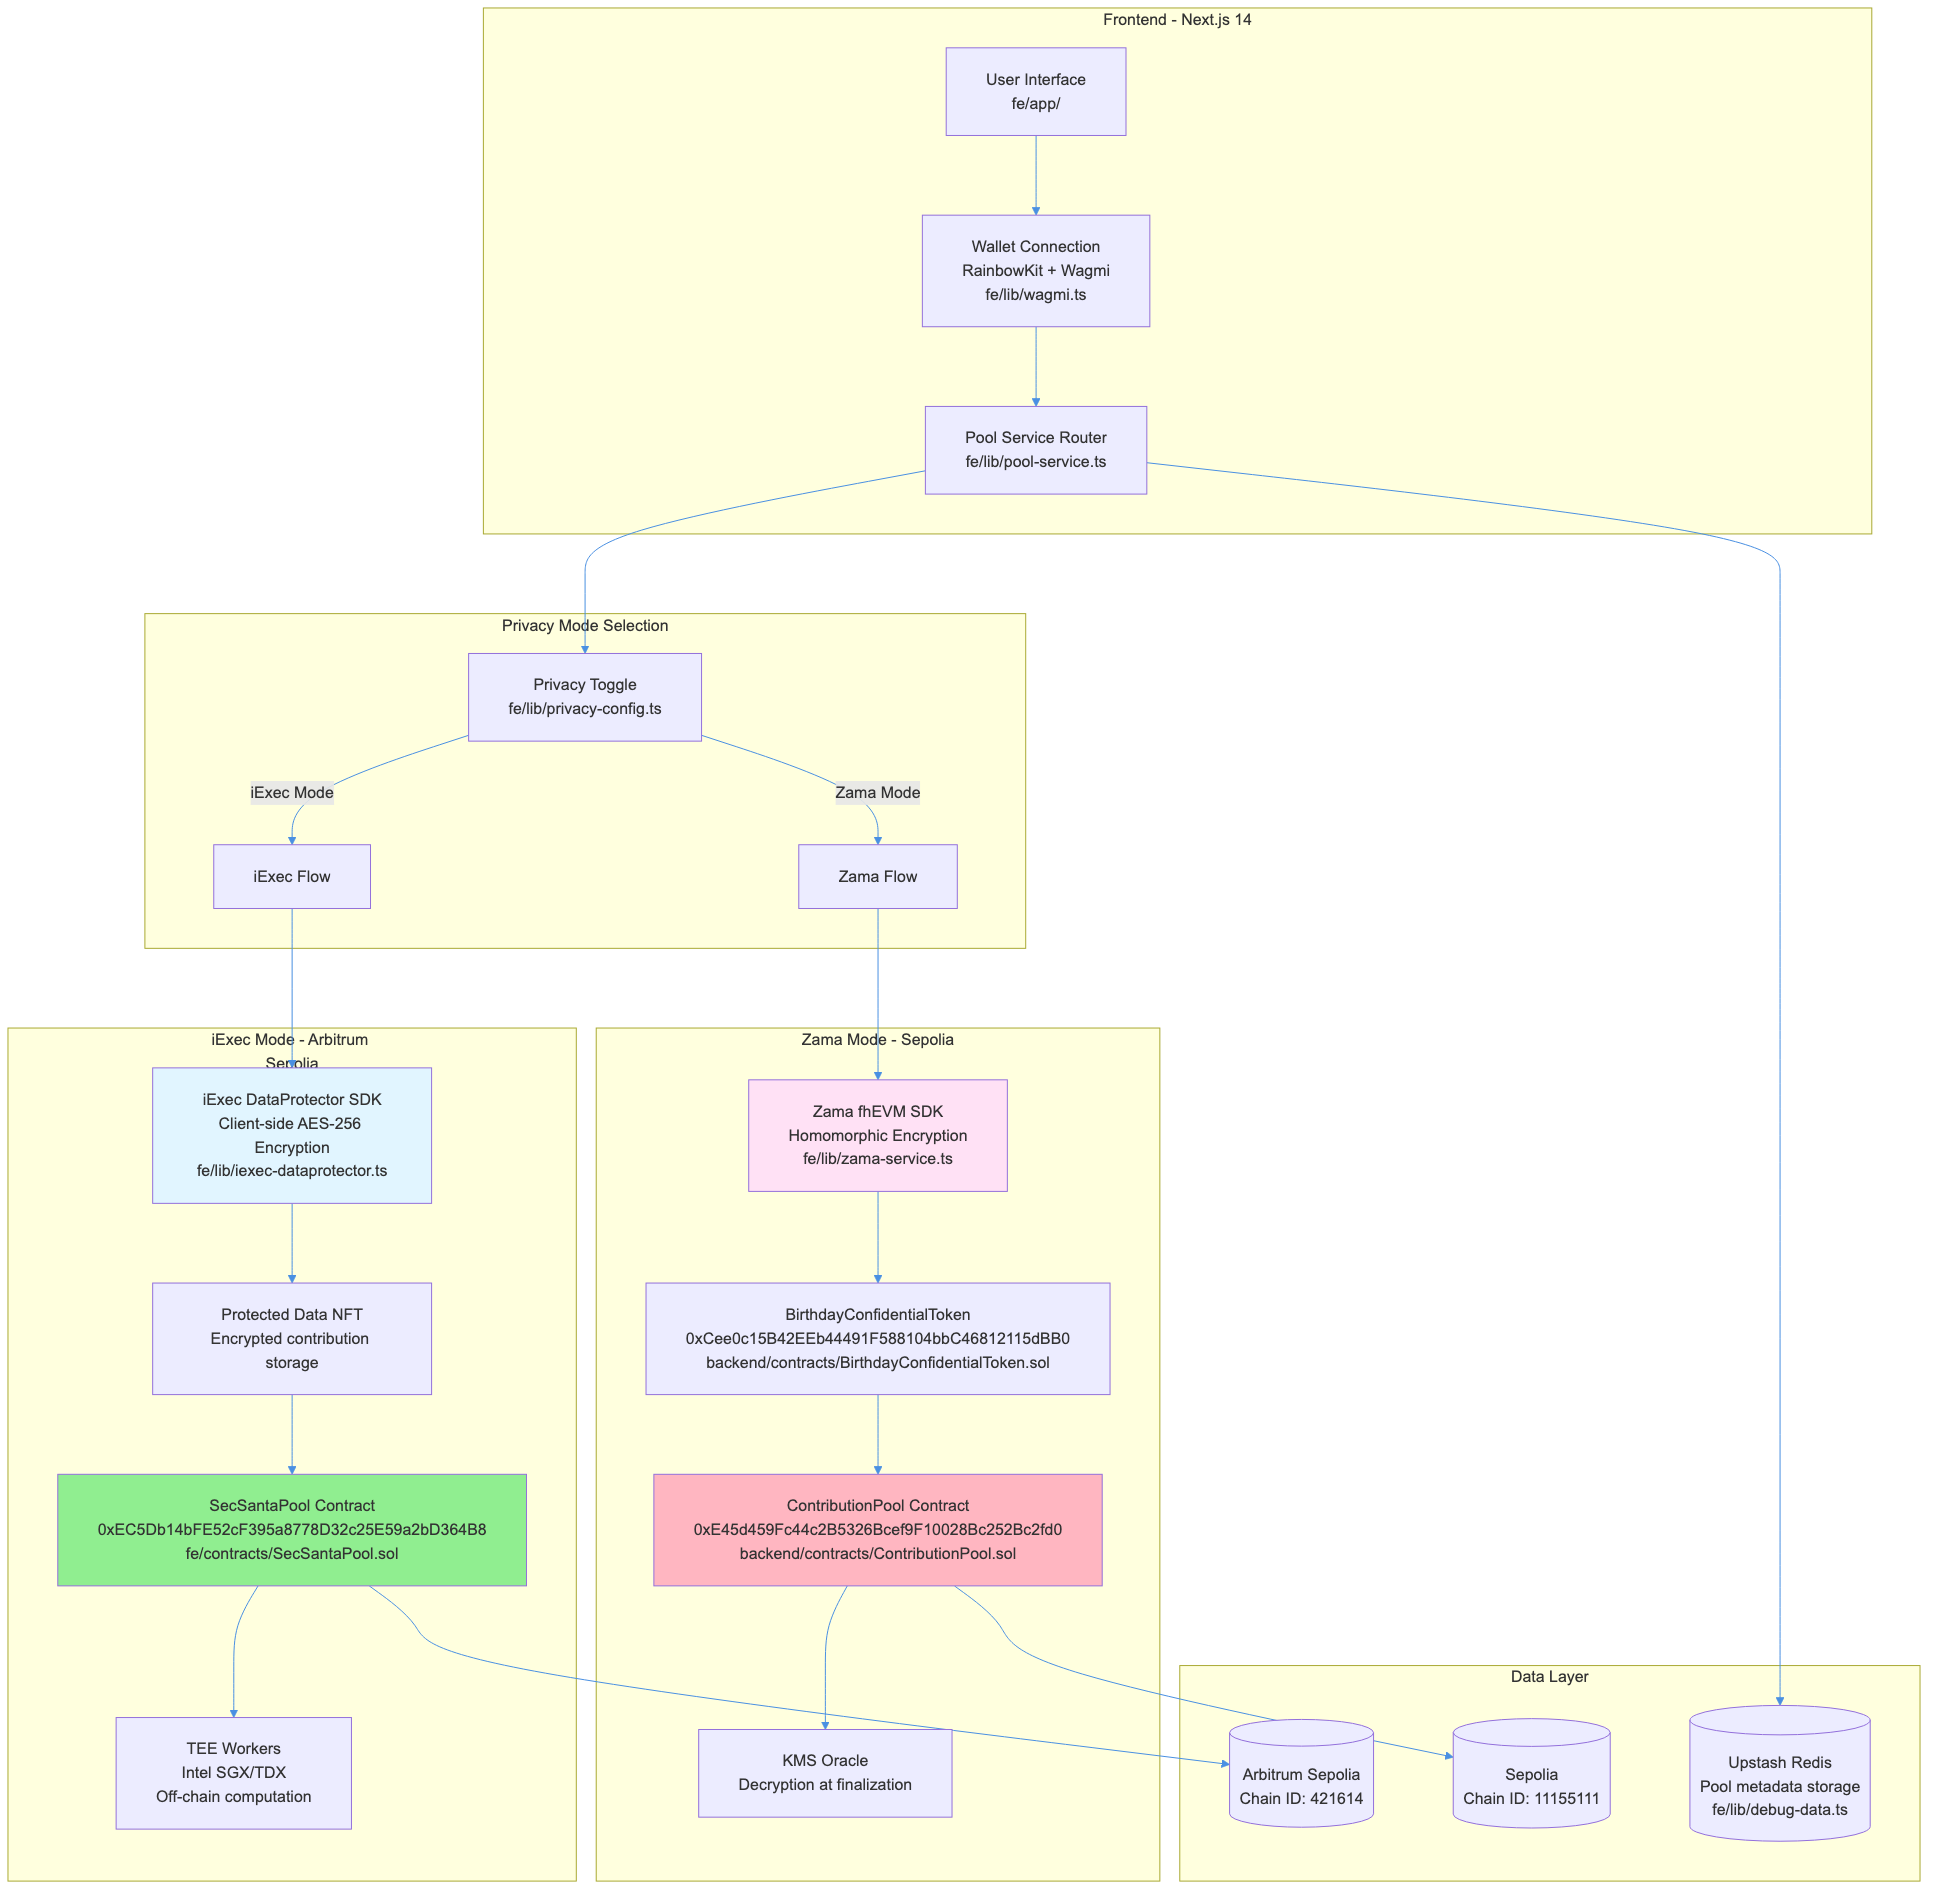 Frontend - Next.js 14
User Interface
fe/app/
Wallet Connection
RainbowKit + Wagmi
fe/lib/wagmi.ts
Pool Service Router
fe/lib/pool-service.ts
Privacy Mode Selection
Privacy Toggle
fe/lib/privacy-config.ts
iExec Mode
Zama Mode
iExec Flow
Zama Flow
iExec Mode - Arbitrum
Sepolia
iExec DataProtector SDK
Client-side AES-256
Encryption
fe/lib/iexec-dataprotector.ts
Protected Data NFT
Encrypted contribution
storage
SecSantaPool Contract
0xEC5Db14bFE52cF395a8778D32c25E59a2bD364B8
fe/contracts/SecSantaPool.sol
TEE Workers
Intel SGX/TDX
Off-chain computation
Zama Mode - Sepolia
Zama fhEVM SDK
Homomorphic Encryption
fe/lib/zama-service.ts
BirthdayConfidentialToken
0xCee0c15B42EEb44491F588104bbC46812115dBB0
backend/contracts/BirthdayConfidentialToken.sol
ContributionPool Contract
0xE45d459Fc44c2B5326Bcef9F10028Bc252Bc2fd0
backend/contracts/ContributionPool.sol
KMS Oracle
Decryption at finalization
Data Layer
Arbitrum Sepolia
Chain ID: 421614
Sepolia
Chain ID: 11155111
Upstash Redis
Pool metadata storage
fe/lib/debug-data.ts